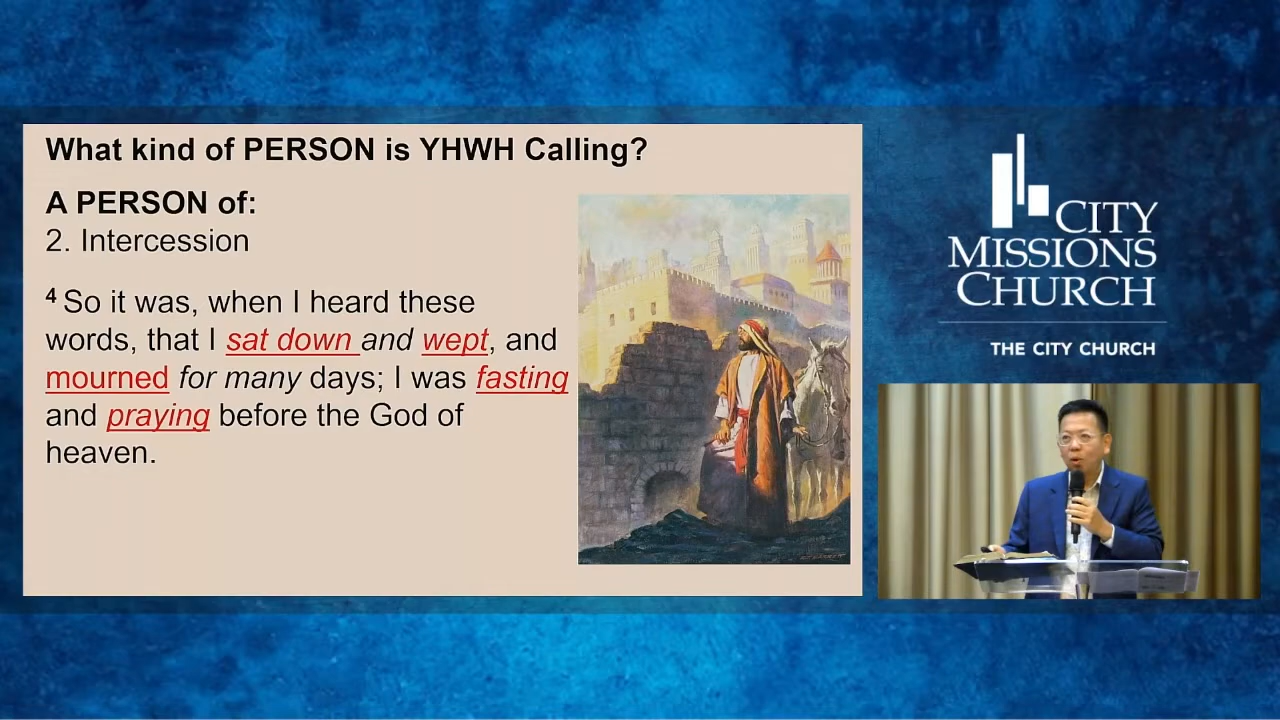 What kind of PERSON is YHWH Calling?
A PERSON of:
2. Intercession
4 So it was, when I heard these
words, that I sat down and wept, and
mourned for many days; I was fasting
and praying before the God of
heaven.
CITY
MISSIONS
CHURCH
THE CITY CHURCH